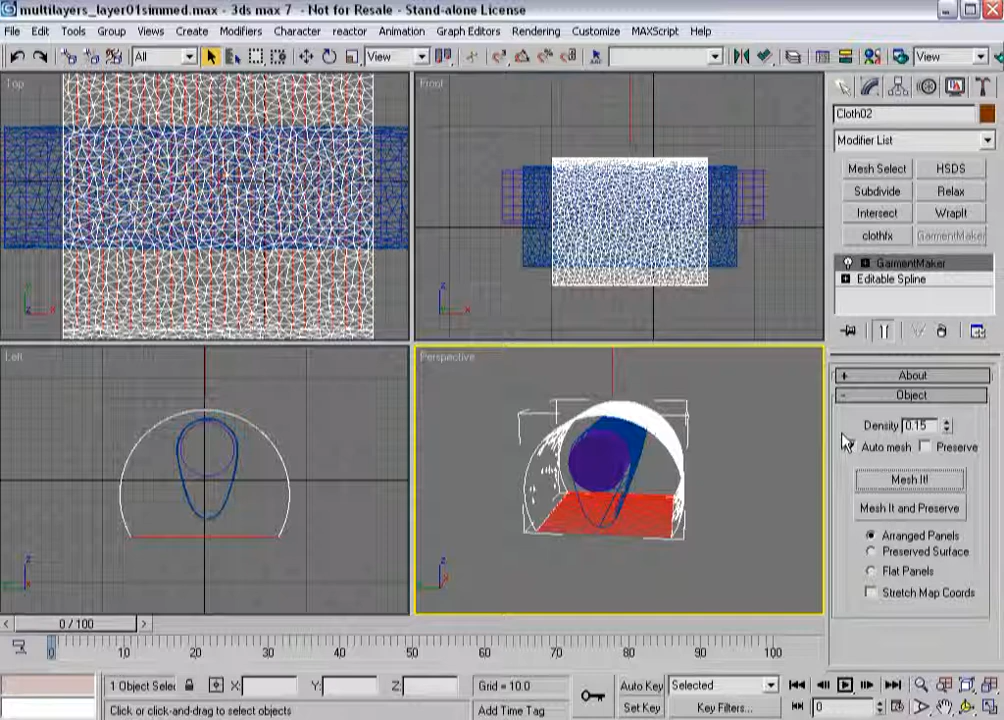 multilayers_layer01simmed.max - 3ds max 7 - Not for Resale - Stand-alone License
File Edit Tools Group Views Create Modifiers Character reactor Animation Graph Editors Rendering Customize MAXScript Help
All View View
Top Front
Cloth02
Modifier List
Mesh Select HSDS
Subdivide Relax
Intersect WrapIt
clothfx GarmentMaker
GarmentMaker
Editable Spline
Left Perspective
About
Object
Density 0.15
Auto mesh Preserve
Mesh It!
Mesh It and Preserve
Arranged Panels
Preserved Surface
Flat Panels
Stretch Map Coords
0 / 100
0 10 20 30 40 50 60 70 80 90 100
1 Object Selec X: Y: Z: Grid = 10.0 Auto Key Selected
Click or click-and-drag to select objects Add Time Tag Set Key Key Filters... 0